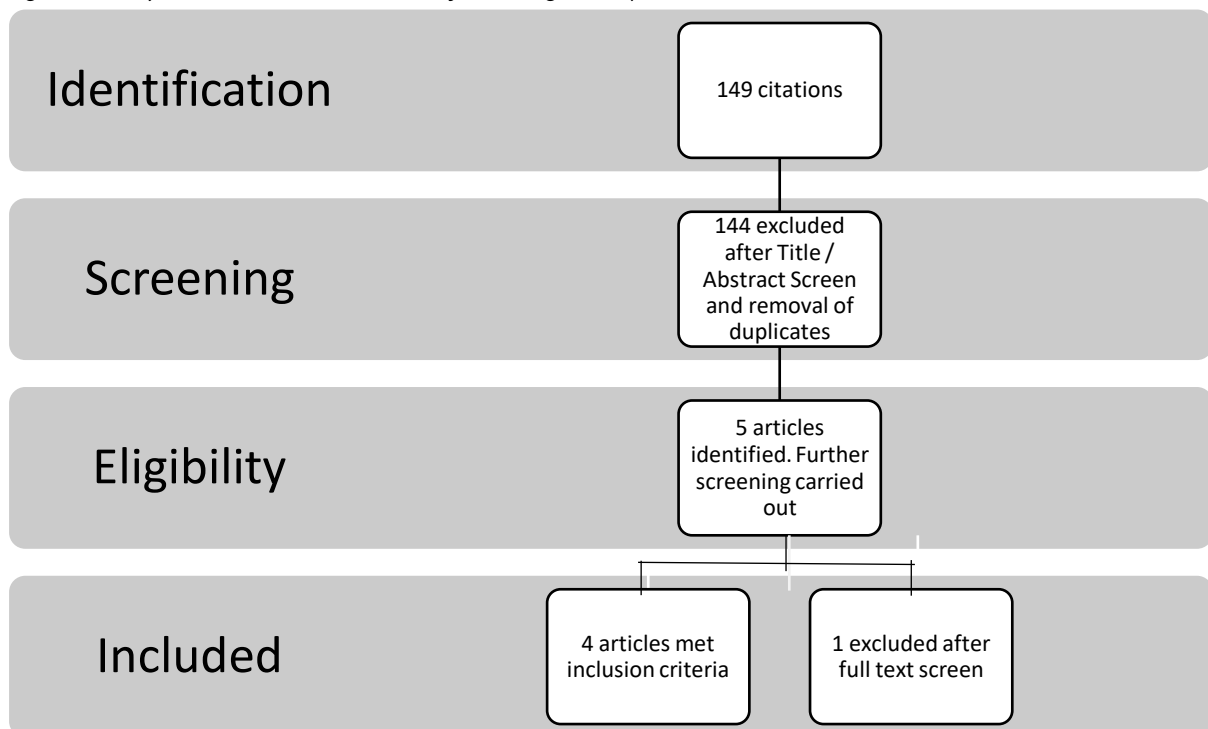 Identification
149 citations
Screening
144 excluded
after Title /
Abstract Screen
and removal of
duplicates
Eligibility
5 articles
identified. Further
screening carried
out
Included
4 articles met
inclusion criteria
1 excluded after
full text screen